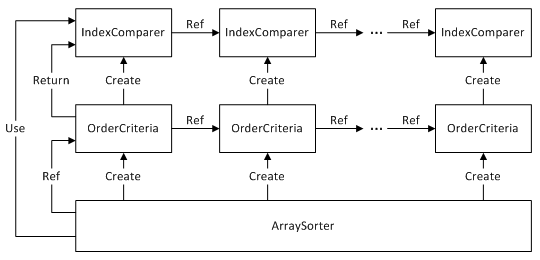 IndexComparer Ref IndexComparer Ref ... Ref IndexComparer
Return Create Create Create
Use
OrderCriteria Ref OrderCriteria Ref ... Ref OrderCriteria
Ref Create Create Create
ArraySorter